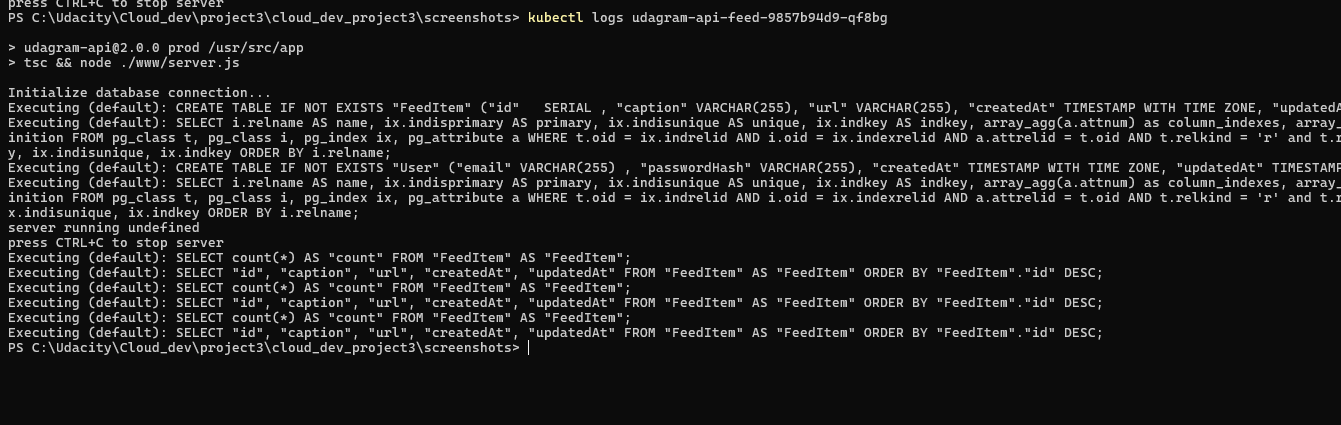 press CTRL+C to stop server
PS C:\Udacity\Cloud_dev\project3\cloud_dev_project3\screenshots> kubectl logs udagram-api-feed-9857b94d9-qf8bg
> udagram-api@2.0.0 prod /usr/src/app
> tsc && node ./www/server.js
Initialize database connection...
Executing (default): CREATE TABLE IF NOT EXISTS "FeedItem" ("id"   SERIAL , "caption" VARCHAR(255), "url" VARCHAR(255), "createdAt" TIMESTAMP WITH TIME ZONE, "updatedA
Executing (default): SELECT i.relname AS name, ix.indisprimary AS primary, ix.indisunique AS unique, ix.indkey AS indkey, array_agg(a.attnum) as column_indexes, array_
inition FROM pg_class t, pg_class i, pg_index ix, pg_attribute a WHERE t.oid = ix.indrelid AND i.oid = ix.indexrelid AND a.attrelid = t.oid AND t.relkind = 'r' and t.r
y, ix.indisunique, ix.indkey ORDER BY i.relname;
Executing (default): CREATE TABLE IF NOT EXISTS "User" ("email" VARCHAR(255) , "passwordHash" VARCHAR(255), "createdAt" TIMESTAMP WITH TIME ZONE, "updatedAt" TIMESTAMP
Executing (default): SELECT i.relname AS name, ix.indisprimary AS primary, ix.indisunique AS unique, ix.indkey AS indkey, array_agg(a.attnum) as column_indexes, array_
inition FROM pg_class t, pg_class i, pg_index ix, pg_attribute a WHERE t.oid = ix.indrelid AND i.oid = ix.indexrelid AND a.attrelid = t.oid AND t.relkind = 'r' and t.r
x.indisunique, ix.indkey ORDER BY i.relname;
server running undefined
press CTRL+C to stop server
Executing (default): SELECT count(*) AS "count" FROM "FeedItem" AS "FeedItem";
Executing (default): SELECT "id", "caption", "url", "createdAt", "updatedAt" FROM "FeedItem" AS "FeedItem" ORDER BY "FeedItem"."id" DESC;
Executing (default): SELECT count(*) AS "count" FROM "FeedItem" AS "FeedItem";
Executing (default): SELECT "id", "caption", "url", "createdAt", "updatedAt" FROM "FeedItem" AS "FeedItem" ORDER BY "FeedItem"."id" DESC;
Executing (default): SELECT count(*) AS "count" FROM "FeedItem" AS "FeedItem";
Executing (default): SELECT "id", "caption", "url", "createdAt", "updatedAt" FROM "FeedItem" AS "FeedItem" ORDER BY "FeedItem"."id" DESC;
PS C:\Udacity\Cloud_dev\project3\cloud_dev_project3\screenshots>